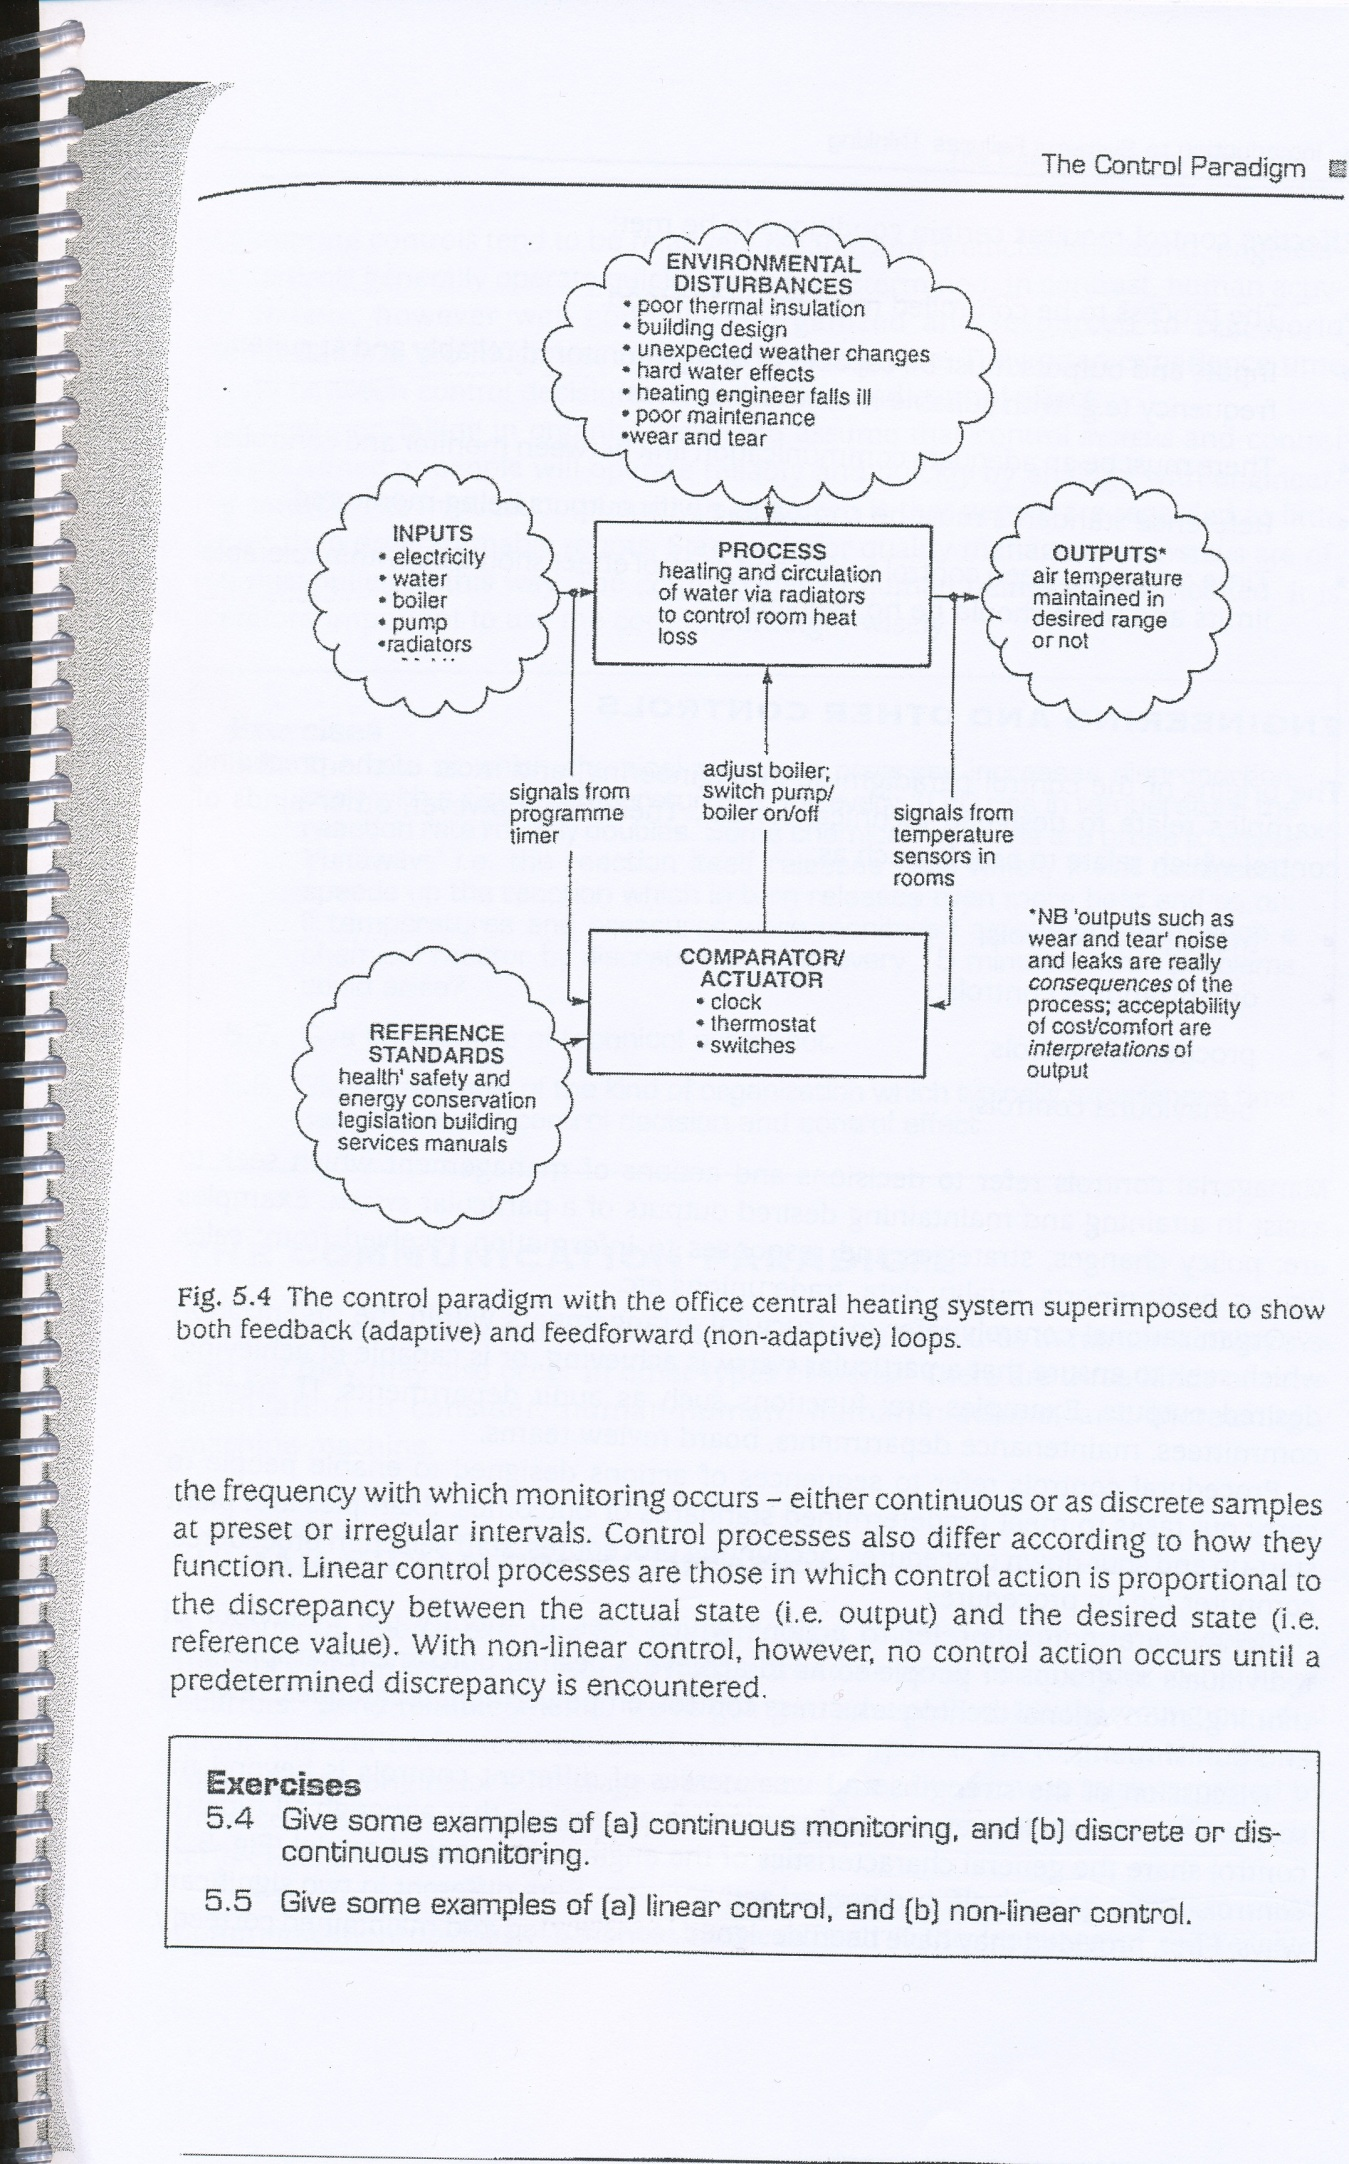 The Control Paradigm
ENVIRONMENTAL
DISTURBANCES
• poor thermal insulation
• building design
• unexpected weather changes
• hard water effects
• heating engineer falls ill
• poor maintenance
•wear and tear
INPUTS
• electricity
• water
• boiler
• pump
•radiators
PROCESS
heating and circulation
of water via radiators
to control room heat
loss
OUTPUTS*
air temperature
maintained in
desired range
or not
signals from
programme
timer
adjust boiler;
switch pump/
boiler on/off
signals from
temperature
sensors in
rooms
*NB 'outputs such as
wear and tear' noise
and leaks are really
consequences of the
process; acceptability
of cost/comfort are
interpretations of
output
COMPARATOR/
ACTUATOR
• clock
• thermostat
• switches
REFERENCE
STANDARDS
health' safety and
energy conservation
legislation building
services manuals
Fig. 5.4 The control paradigm with the office central heating system superimposed to show
both feedback (adaptive) and feedforward (non-adaptive) loops.
the frequency with which monitoring occurs – either continuous or as discrete samples
at preset or irregular intervals. Control processes also differ according to how they
function. Linear control processes are those in which control action is proportional to
the discrepancy between the actual state (i.e. output) and the desired state (i.e.
reference value). With non-linear control, however, no control action occurs until a
predetermined discrepancy is encountered.
Exercises
5.4 Give some examples of (a) continuous monitoring, and (b) discrete or dis-
continuous monitoring.
5.5 Give some examples of (a) linear control, and (b) non-linear control.